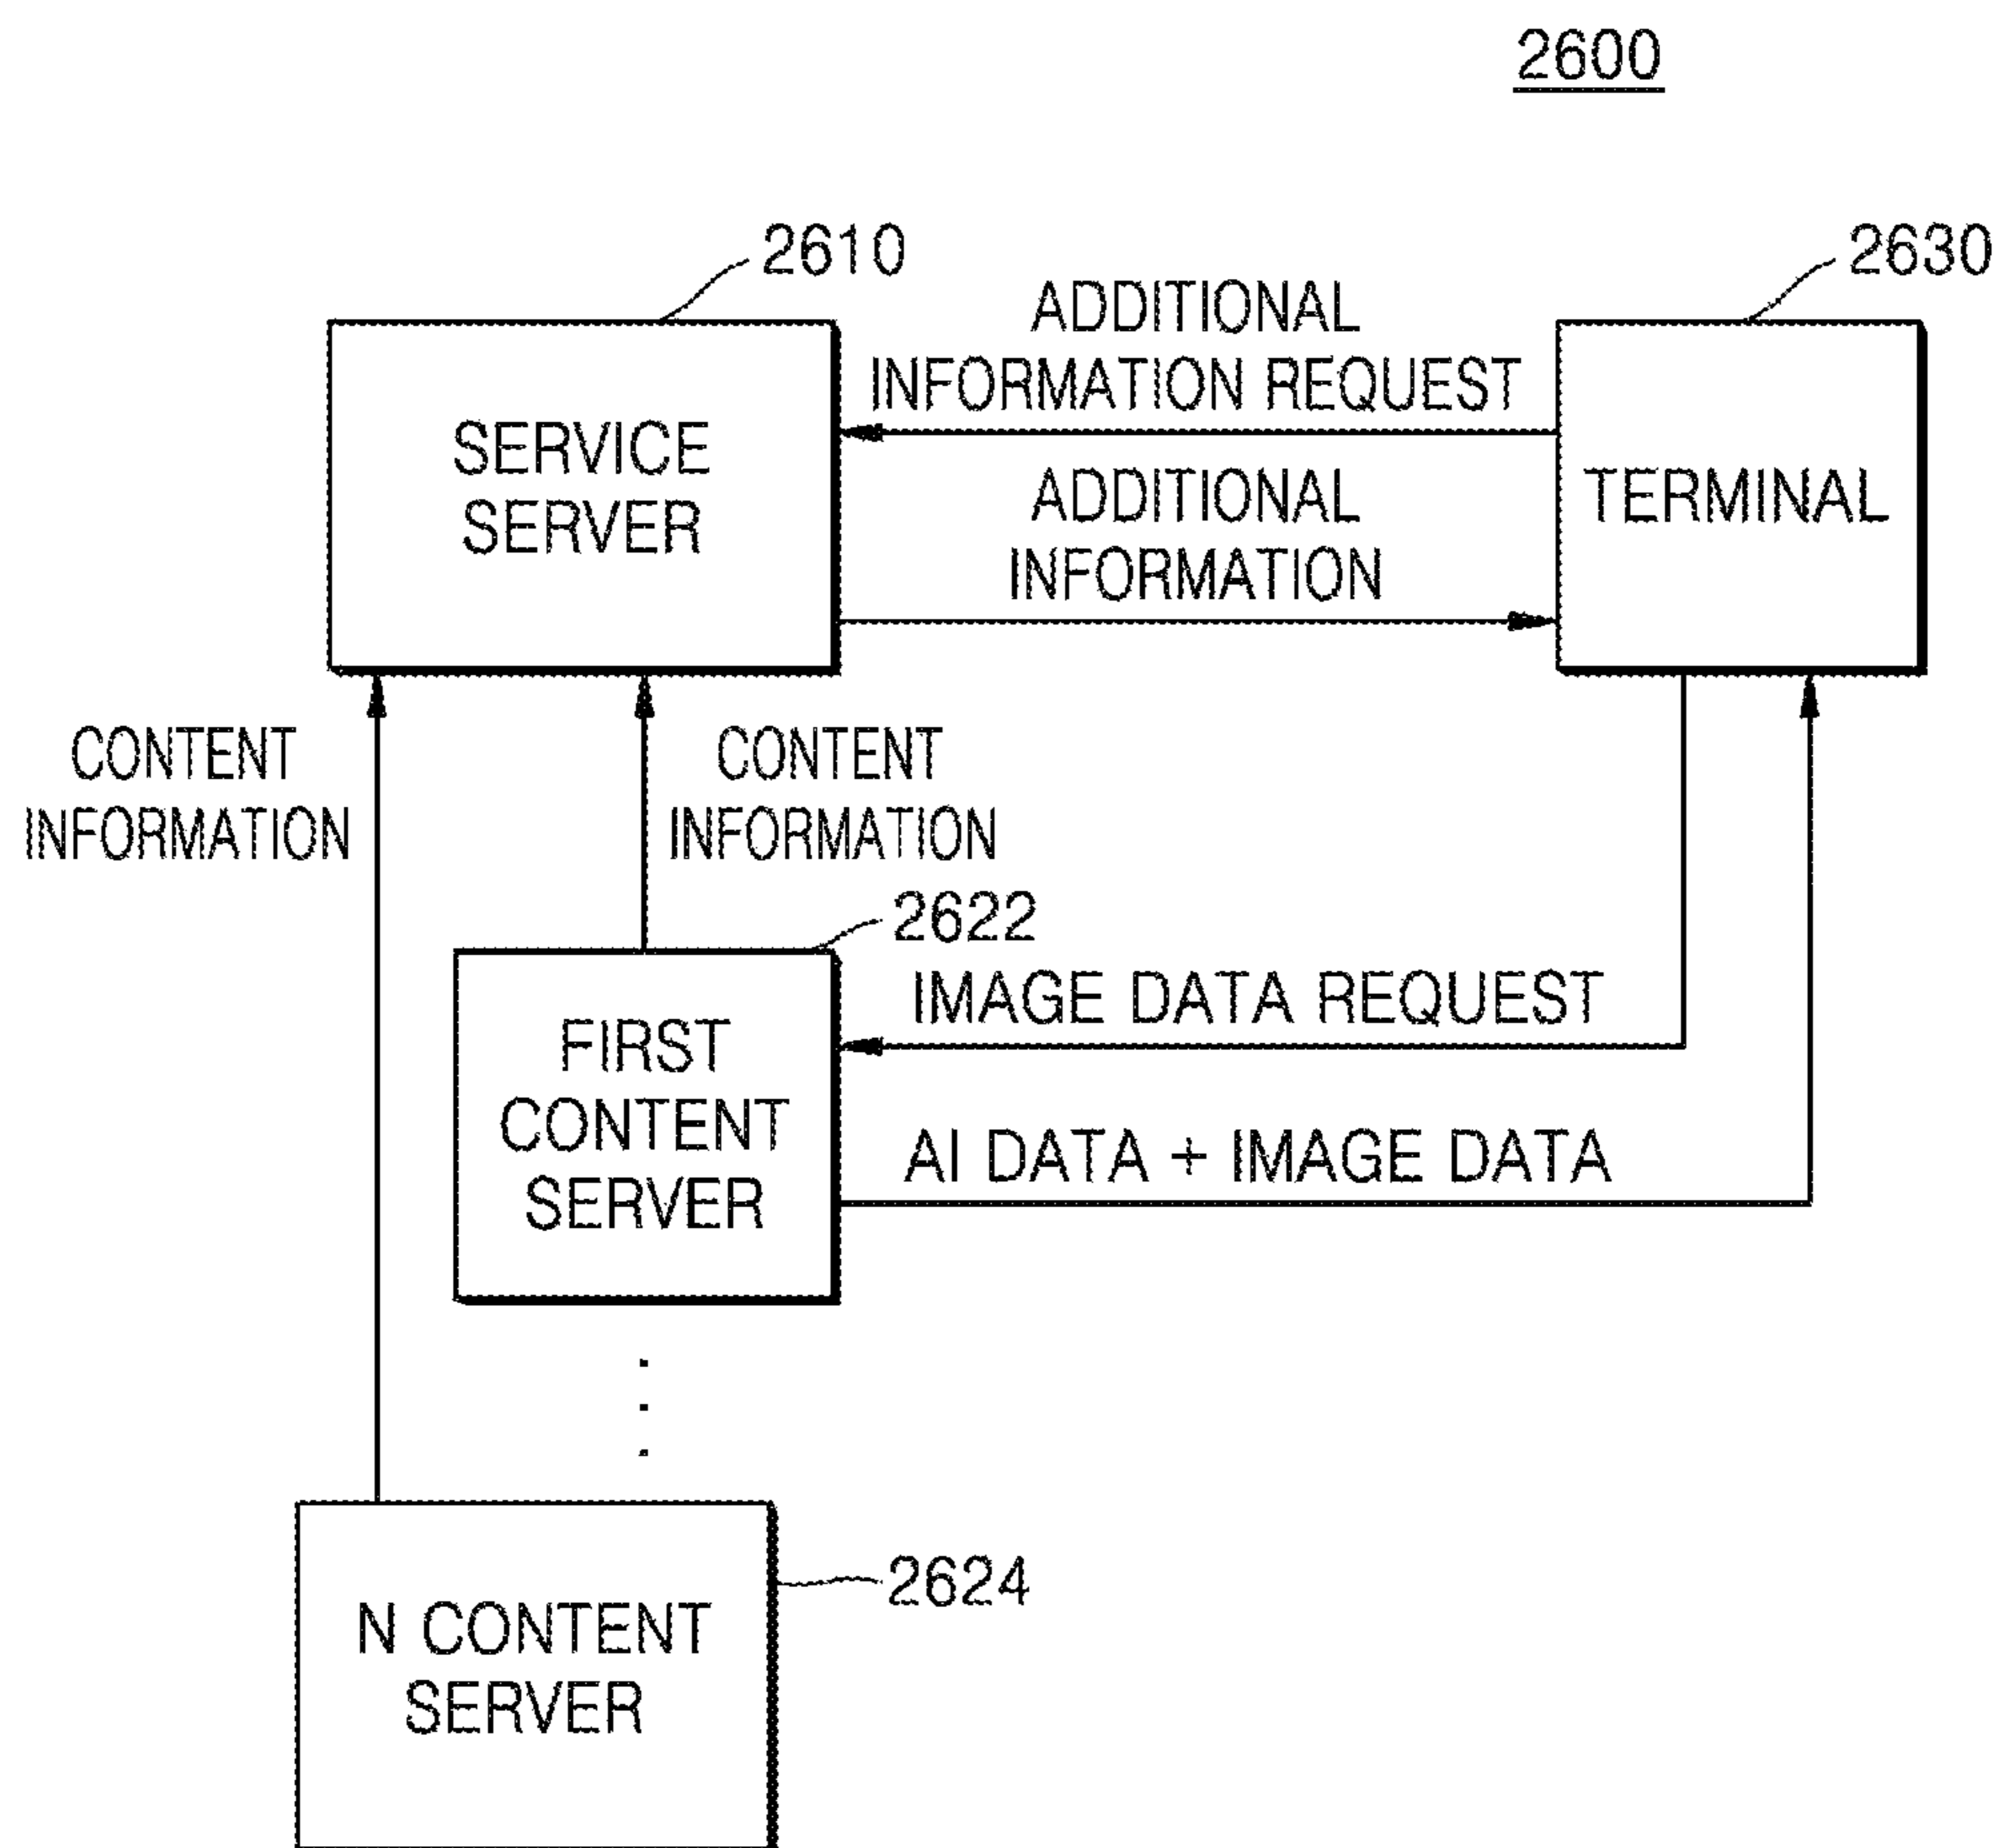 2600
2610
2630
ADDITIONAL
INFORMATION REQUEST
SERVICE
SERVER
ADDITIONAL
INFORMATION
TERMINAL
CONTENT
INFORMATION
CONTENT
INFORMATION
2622
FIRST
CONTENT
SERVER
IMAGE DATA REQUEST
AI DATA + IMAGE DATA
2624
N CONTENT
SERVER